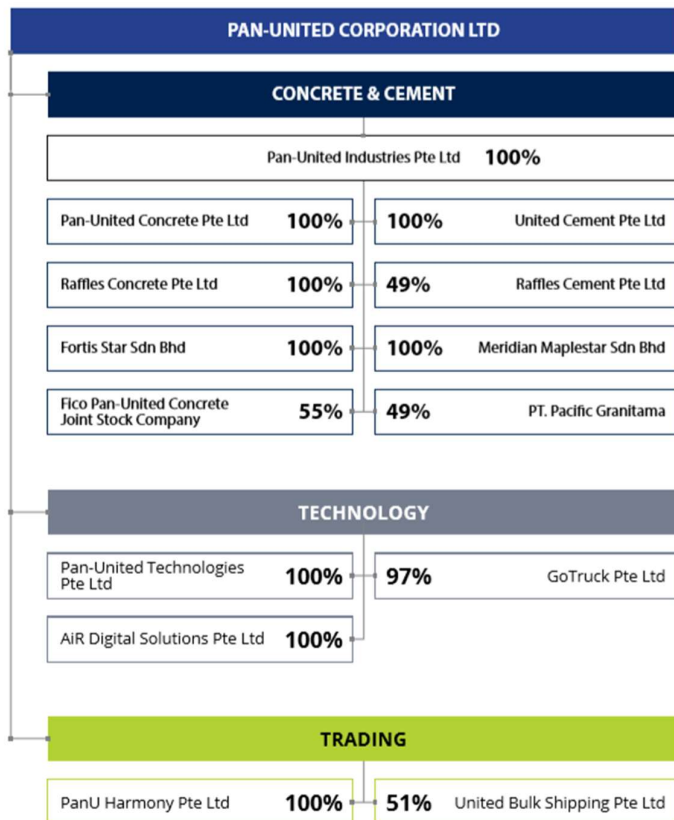 PAN-UNITED CORPORATION LTD
CONCRETE & CEMENT
Pan-United Industries Pte Ltd 100%
Pan-United Concrete Pte Ltd 100%
100% United Cement Pte Ltd
Raffles Concrete Pte Ltd 100%
49% Raffles Cement Pte Ltd
Fortis Star Sdn Bhd 100%
100% Meridian Maplestar Sdn Bhd
Fico Pan-United Concrete
Joint Stock Company 55%
49% PT. Pacific Granitama
TECHNOLOGY
Pan-United Technologies
Pte Ltd 100%
97% GoTruck Pte Ltd
AiR Digital Solutions Pte Ltd 100%
TRADING
PanU Harmony Pte Ltd 100%
51% United Bulk Shipping Pte Ltd